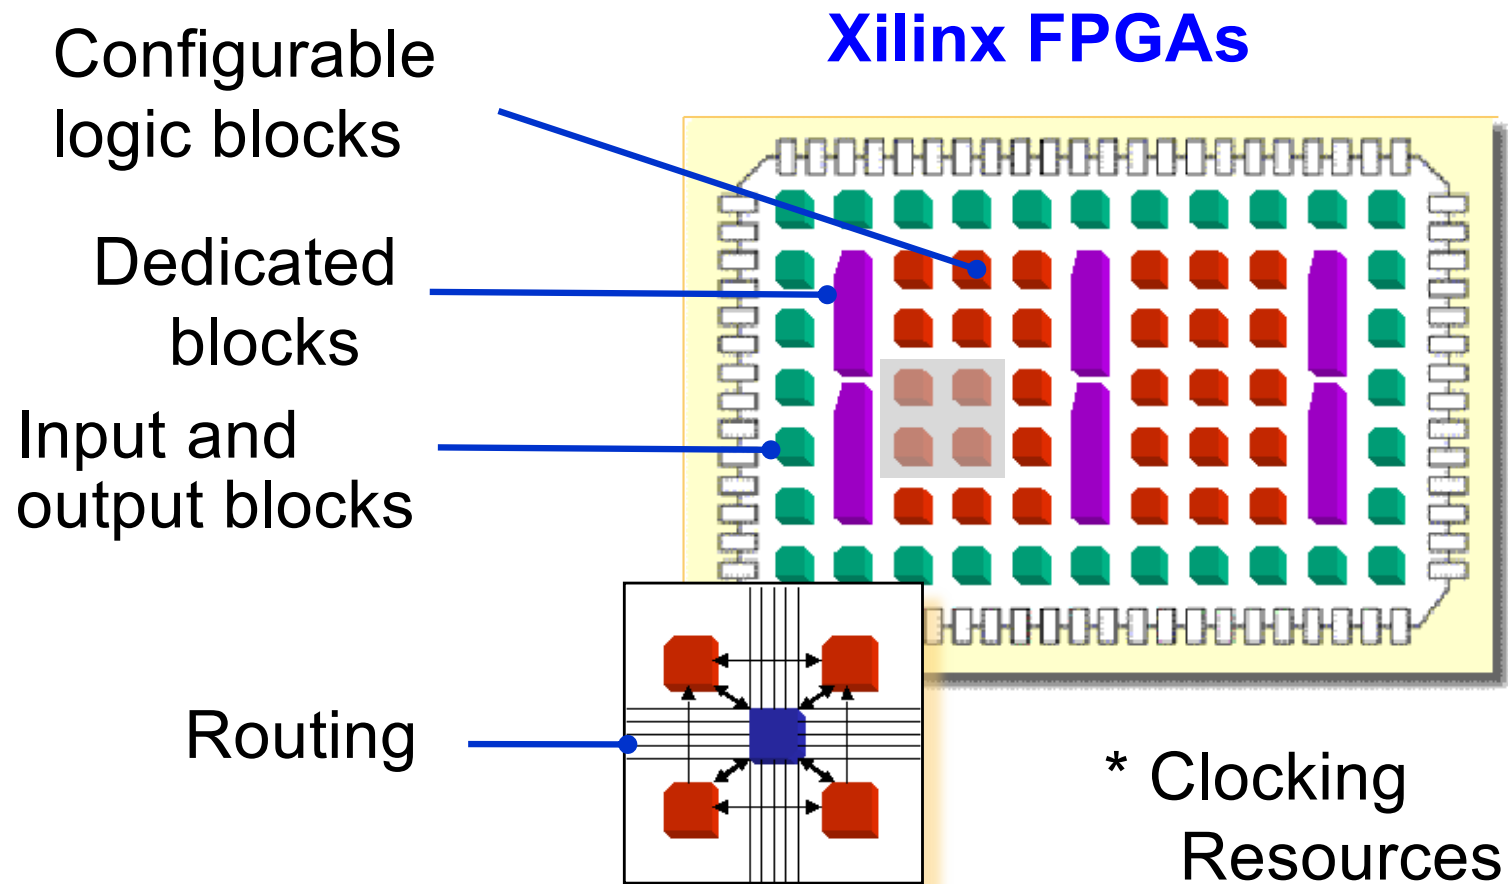 Xilinx FPGAs
Configurable
logic blocks
Dedicated
blocks
Input and
output blocks
Routing
* Clocking
Resources